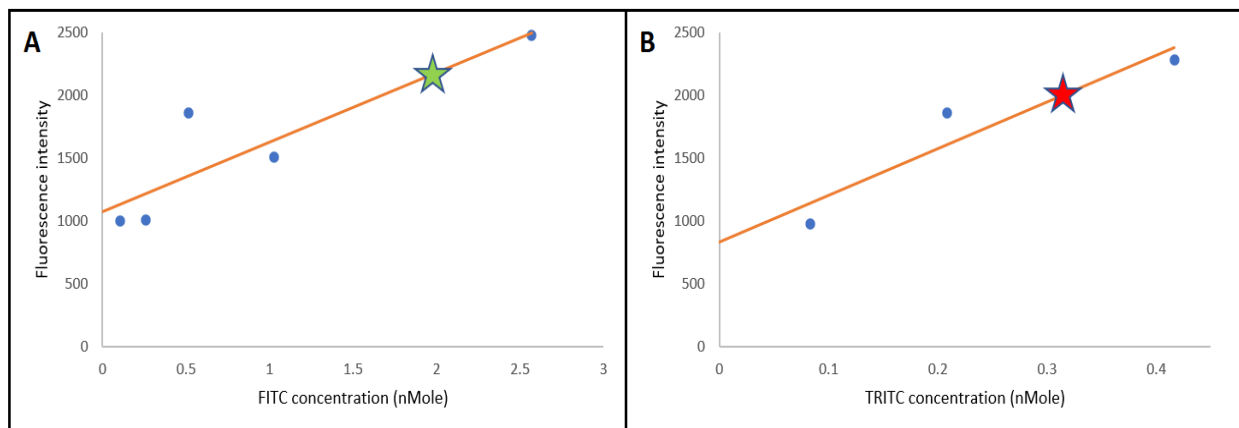 A
Fluorescence intensity
2500
2000
1500
1000
500
0
0 0.5 1 1.5 2 2.5 3
FITC concentration (nMole)
B
Fluorescence intensity
2500
2000
1500
1000
500
0
0 0.1 0.2 0.3 0.4
TRITC concentration (nMole)